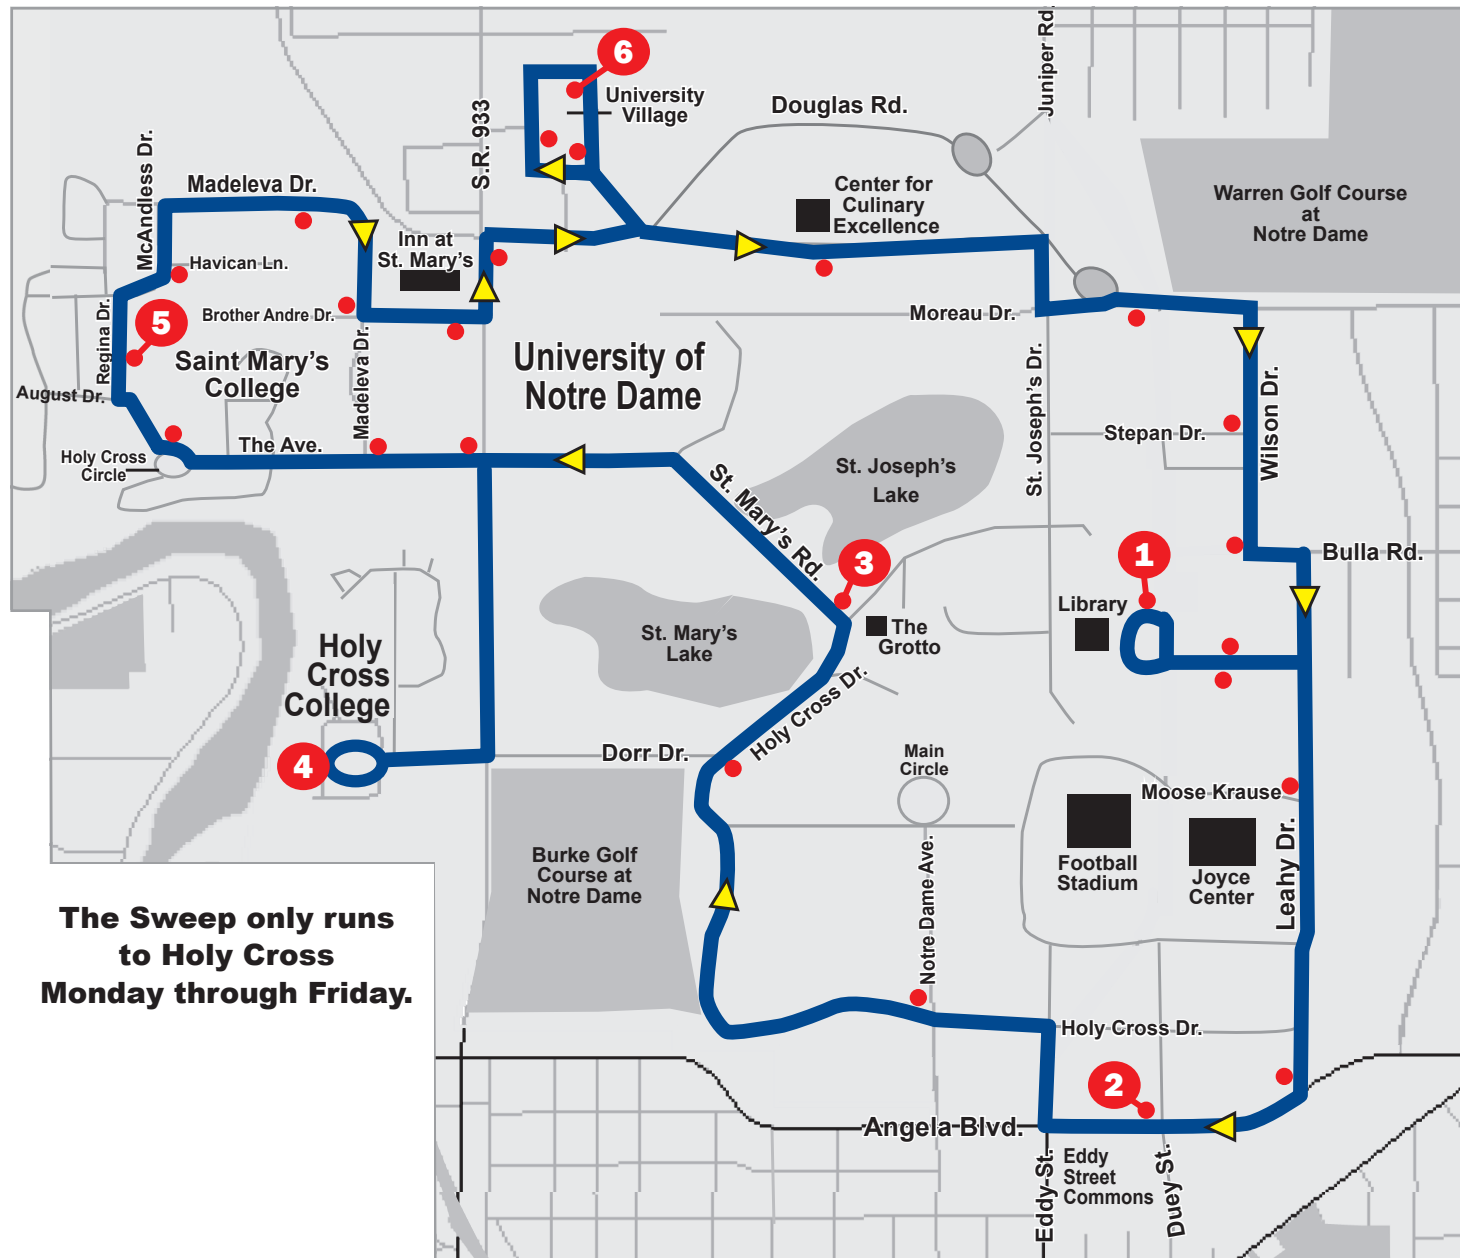 6
University
Village
S.R. 933
Douglas Rd.
Juniper Rd.
McAndless Dr.
Madeleva Dr.
Inn at
St. Mary's
Center for
Culinary
Excellence
Warren Golf Course
at
Notre Dame
Havican Ln.
Brother Andre Dr.
Moreau Dr.
5
Regina Dr.
Saint Mary's
College
August Dr.
Madeleva Dr.
University of
Notre Dame
St. Joseph's Dr.
Stepan Dr.
Wilson Dr.
The Ave.
Holy Cross
Circle
St. Mary's Rd.
St. Joseph's
Lake
Bulla Rd.
3
1
Library
The
Grotto
St. Mary's
Lake
Holy
Cross
College
4
Dorr Dr.
Holy Cross Dr.
Main
Circle
Moose Krause
Football
Stadium
Joyce
Center
Leahy Dr.
Burke Golf
Course at
Notre Dame
Notre Dame Ave.
The Sweep only runs
to Holy Cross
Monday through Friday.
Holy Cross Dr.
2
Angela Blvd.
Eddy St.
Eddy
Street
Commons
Duey St.